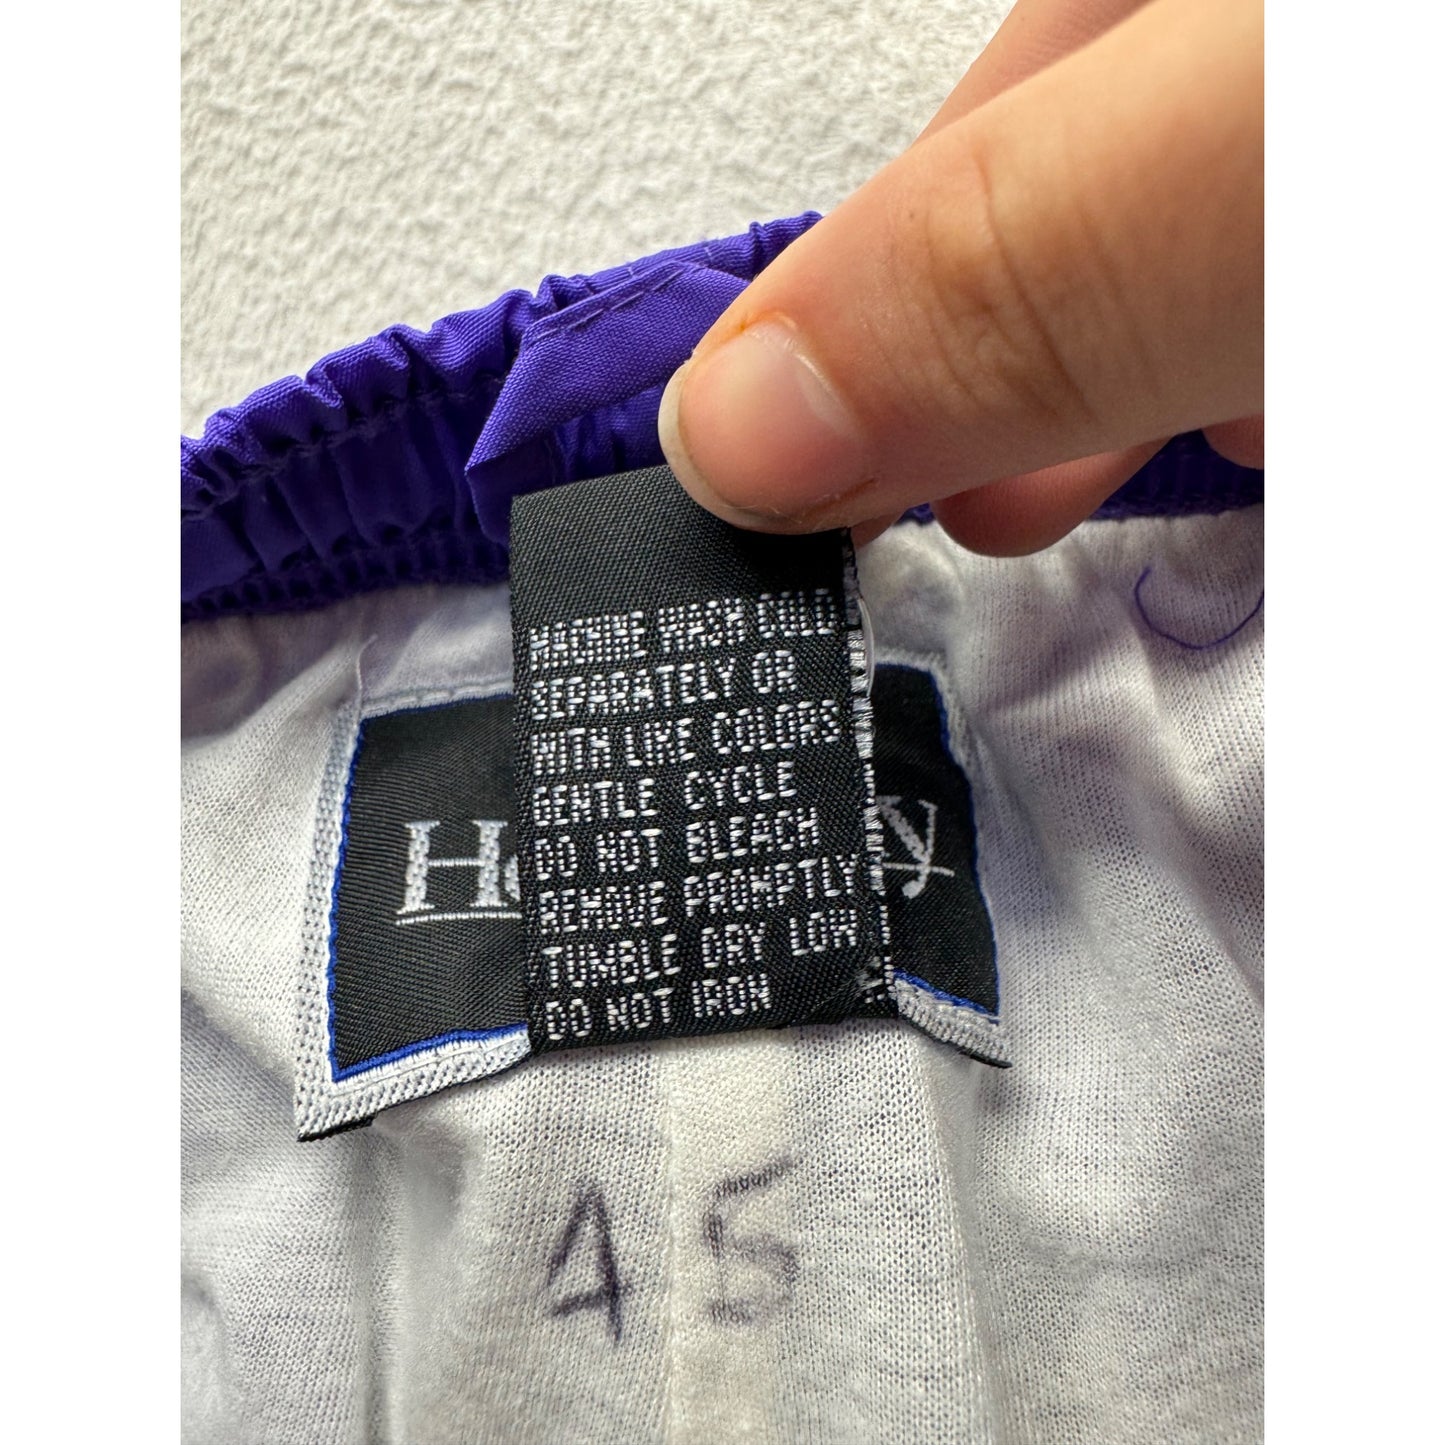 MACHINE WASH COLD
SEPARATELY OR
WITH LIKE COLORS
GENTLE CYCLE
DO NOT BLEACH
REMOVE PROMPTLY
TUMBLE DRY LOW
DO NOT IRON
45